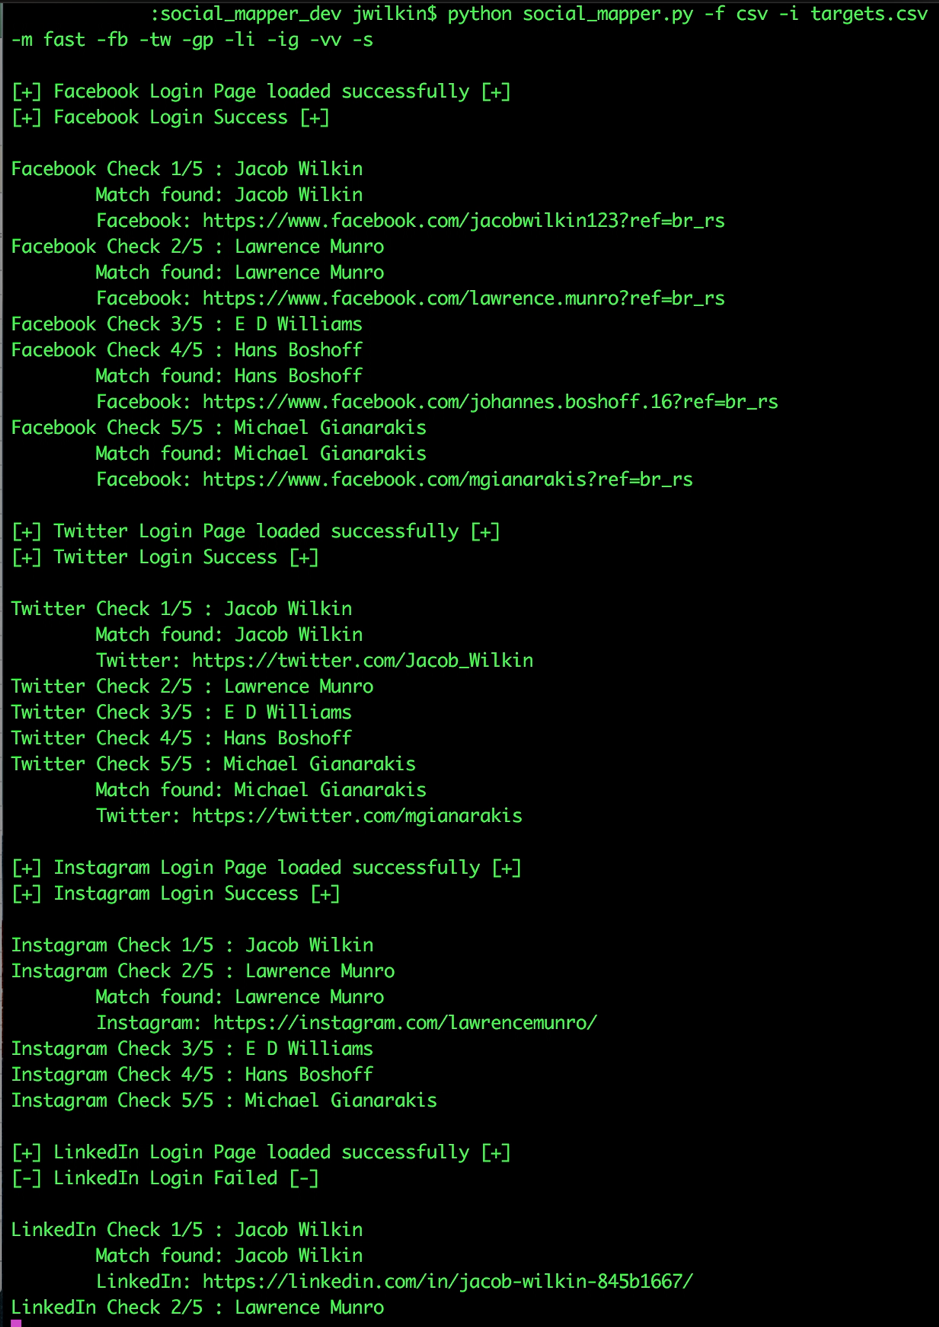 :social_mapper_dev jwilkin$ python social_mapper.py -f csv -i targets.csv
-m fast -fb -tw -gp -li -ig -vv -s
[+] Facebook Login Page loaded successfully [+]
[+] Facebook Login Success [+]
Facebook Check 1/5 : Jacob Wilkin
Match found: Jacob Wilkin
Facebook: https://www.facebook.com/jacobwilkin123?ref=br_rs
Facebook Check 2/5 : Lawrence Munro
Match found: Lawrence Munro
Facebook: https://www.facebook.com/lawrence.munro?ref=br_rs
Facebook Check 3/5 : E D Williams
Facebook Check 4/5 : Hans Boshoff
Match found: Hans Boshoff
Facebook: https://www.facebook.com/johannes.boshoff.16?ref=br_rs
Facebook Check 5/5 : Michael Gianarakis
Match found: Michael Gianarakis
Facebook: https://www.facebook.com/mgianarakis?ref=br_rs
[+] Twitter Login Page loaded successfully [+]
[+] Twitter Login Success [+]
Twitter Check 1/5 : Jacob Wilkin
Match found: Jacob Wilkin
Twitter: https://twitter.com/Jacob_Wilkin
Twitter Check 2/5 : Lawrence Munro
Twitter Check 3/5 : E D Williams
Twitter Check 4/5 : Hans Boshoff
Twitter Check 5/5 : Michael Gianarakis
Match found: Michael Gianarakis
Twitter: https://twitter.com/mgianarakis
[+] Instagram Login Page loaded successfully [+]
[+] Instagram Login Success [+]
Instagram Check 1/5 : Jacob Wilkin
Instagram Check 2/5 : Lawrence Munro
Match found: Lawrence Munro
Instagram: https://instagram.com/lawrencemunro/
Instagram Check 3/5 : E D Williams
Instagram Check 4/5 : Hans Boshoff
Instagram Check 5/5 : Michael Gianarakis
[+] LinkedIn Login Page loaded successfully [+]
[-] LinkedIn Login Failed [-]
LinkedIn Check 1/5 : Jacob Wilkin
Match found: Jacob Wilkin
LinkedIn: https://linkedin.com/in/jacob-wilkin-845b1667/
LinkedIn Check 2/5 : Lawrence Munro